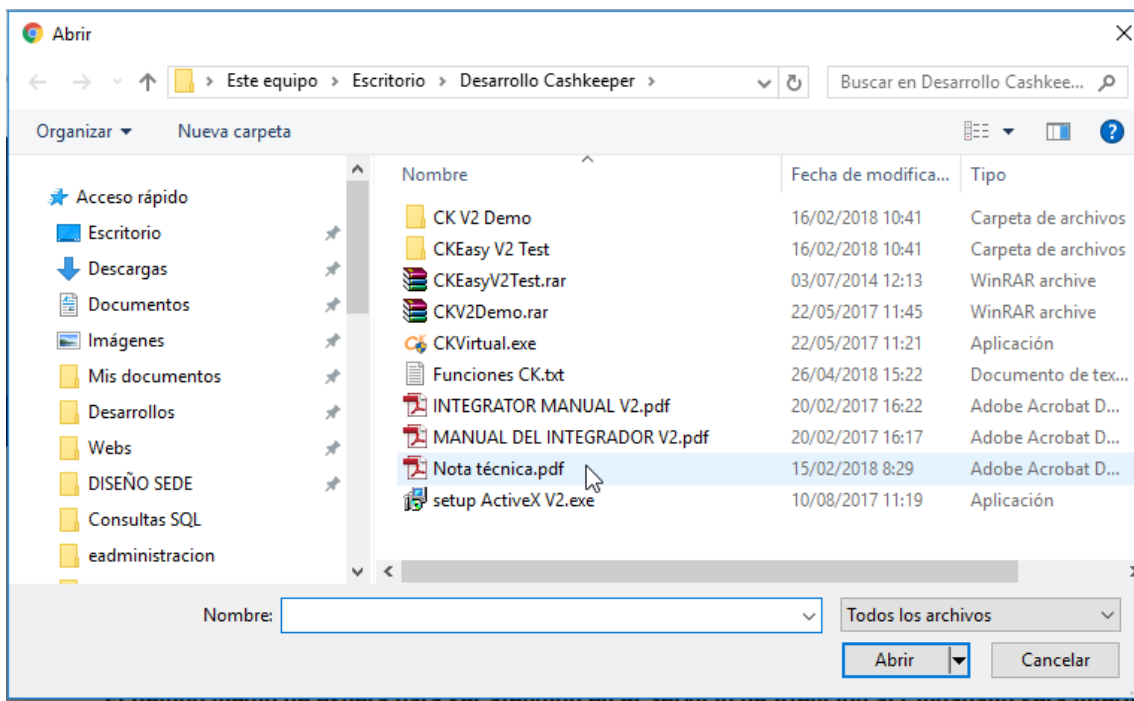 Abrir
Este equipo > Escritorio > Desarrollo Cashkeeper >
Buscar en Desarrollo Cashkee...
Organizar
Nueva carpeta
Acceso rápido
Escritorio
Descargas
Documentos
Imágenes
Mis documentos
Desarrollos
Webs
DISEÑO SEDE
Consultas SQL
eadministracion
Nombre Fecha de modifica... Tipo
CK V2 Demo 16/02/2018 10:41 Carpeta de archivos
CKEasy V2 Test 16/02/2018 10:41 Carpeta de archivos
CKEasyV2Test.rar 03/07/2014 12:13 WinRAR archive
CKV2Demo.rar 22/05/2017 11:45 WinRAR archive
CKVirtual.exe 22/05/2017 11:21 Aplicación
Funciones CK.txt 26/04/2018 15:22 Documento de tex...
INTEGRATOR MANUAL V2.pdf 20/02/2017 16:22 Adobe Acrobat D...
MANUAL DEL INTEGRADOR V2.pdf 20/02/2017 16:17 Adobe Acrobat D...
Nota técnica.pdf 15/02/2018 8:29 Adobe Acrobat D...
setup ActiveX V2.exe 10/08/2017 11:19 Aplicación
Nombre:
Todos los archivos
Abrir
Cancelar